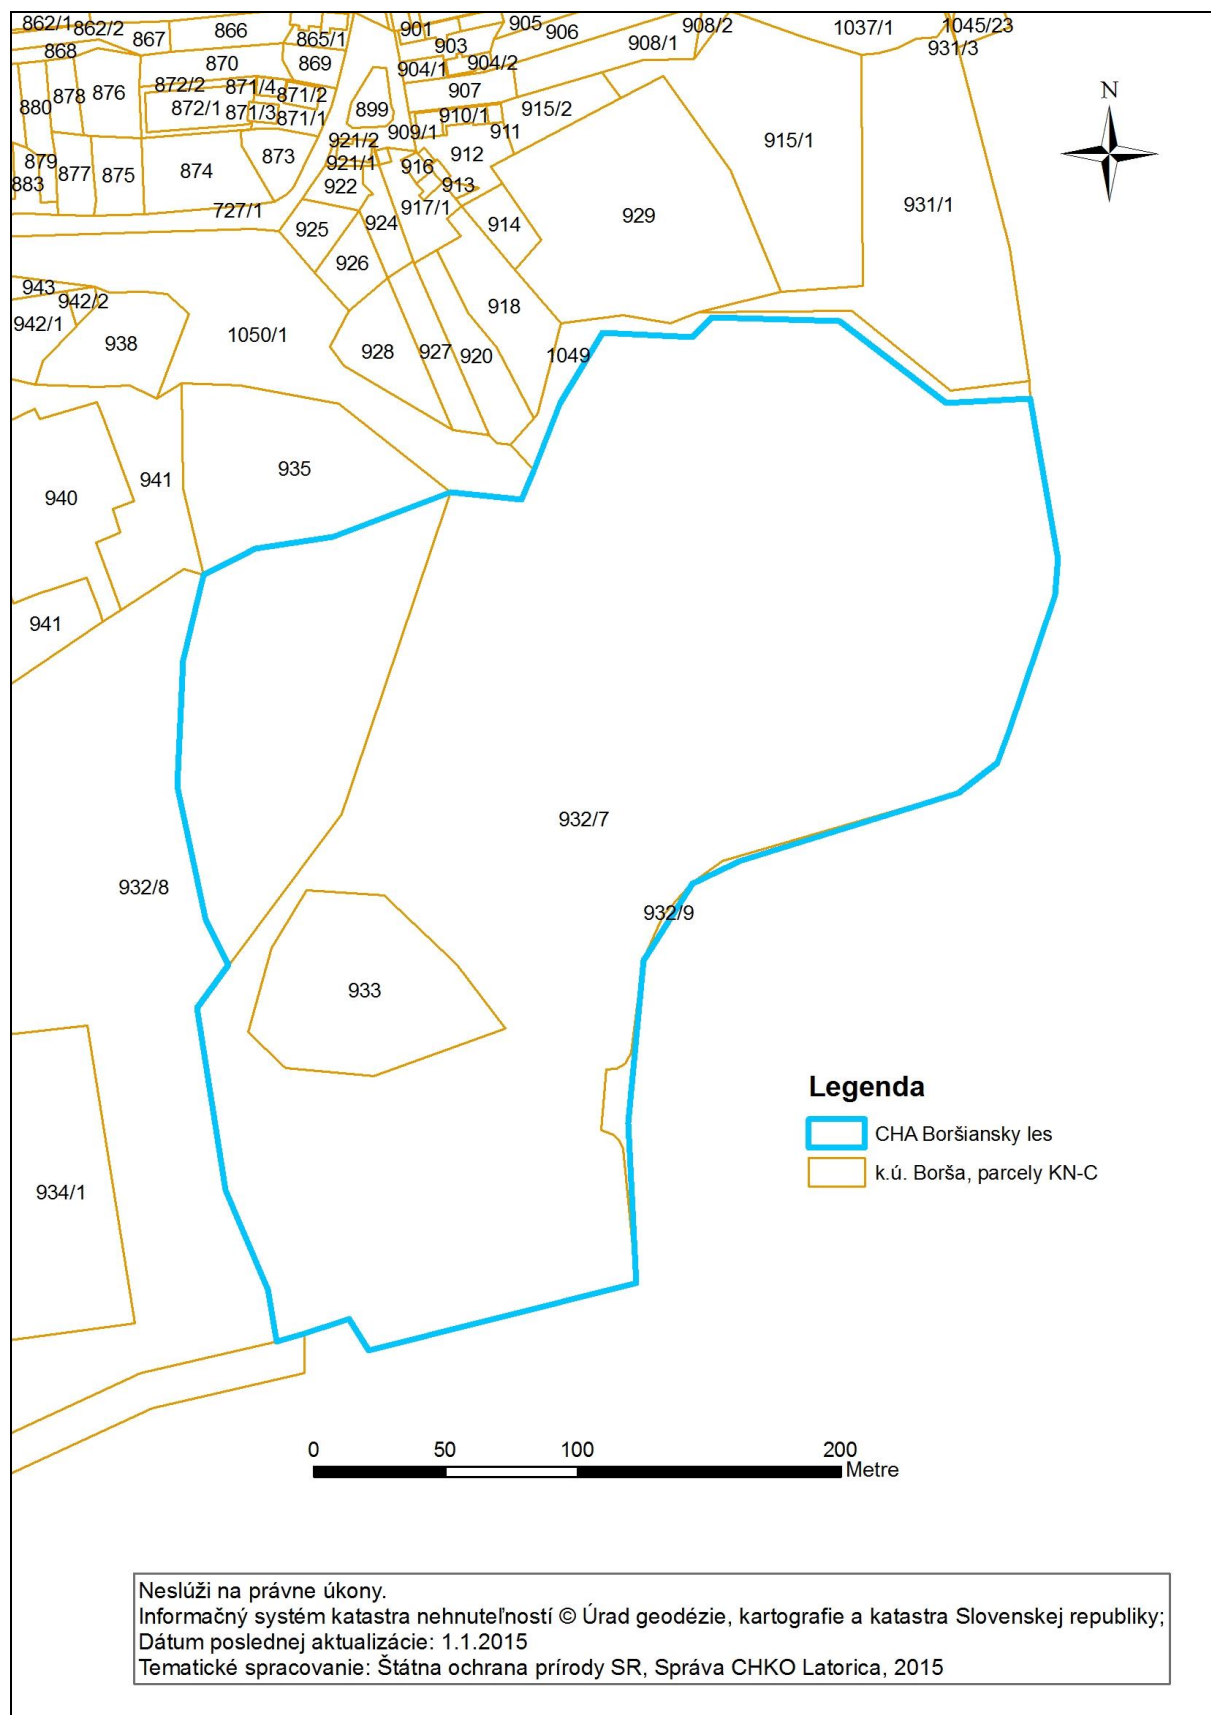 862/1 862/2 867 866 865/1 901 905 906 908/2 1037/1 1045/23
868 870 869 903 908/1 931/3
880 878 876 872/2 871/4 871/2 904/1 904/2 907
872/1 871/3 871/1 899 909/1 910/1 915/2
879 883 877 875 874 873 921/2 921/1 922 916 912 911 913 915/1
727/1 925 924 917/1 914 929 931/1
926
943 942/2 942/1 938 1050/1 928 927 920 918 1049
940 941 935
941
932/7
932/8 932/9
933
934/1
N
Legenda
CHA Boršiansky les
k.ú. Borša, parcely KN-C
0 50 100 200
Metre
Neslúži na právne úkony.
Informačný systém katastra nehnuteľností © Úrad geodézie, kartografie a katastra Slovenskej republiky;
Dátum poslednej aktualizácie: 1.1.2015
Tematické spracovanie: Štátna ochrana prírody SR, Správa CHKO Latorica, 2015